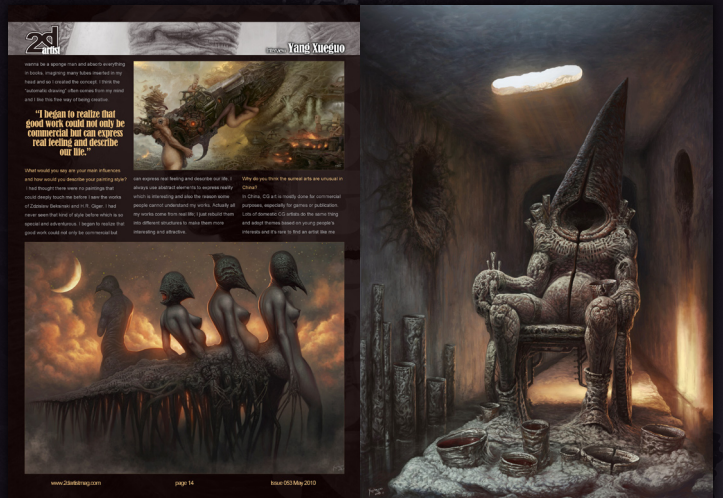 2d artist
interview Yang Xueguo
wanna be a sponge man and absorb everything
in books, imagining many tubes inserted in my
head and as I created the concept. I think the
"automatic drawing" often comes from my mind
and I like this free way of being creative.
“I began to realize that
good work could not only be
commercial but can express
real feeling and describe
our life.”
What would you say are your main influences
and how would you describe your painting style?
I had thought there were no paintings that
could deeply touch me before I saw the works
of Zdzislaw Beksinski and H.R. Giger. I had
never seen that kind of style before which is so
special and adventurous. I began to realize that
good work could not only be commercial but
can express real feeling and describe our life. I
always use abstract elements to express reality
which is interesting and also the reason some
people cannot understand my works. Actually all
my works come from real life; I just rebuild them
into different structures to make them more
interesting and attractive.
Why do you think the surreal arts are unusual in
China?
In China, CG art is mostly done for commercial
purposes, especially for games or publication.
Lots of domestic CG artists do the same thing
and adopt themes based on young people's
interests and it's rare to find an artist like me
www.2dartistmag.com
page 14
Issue 053 May 2010